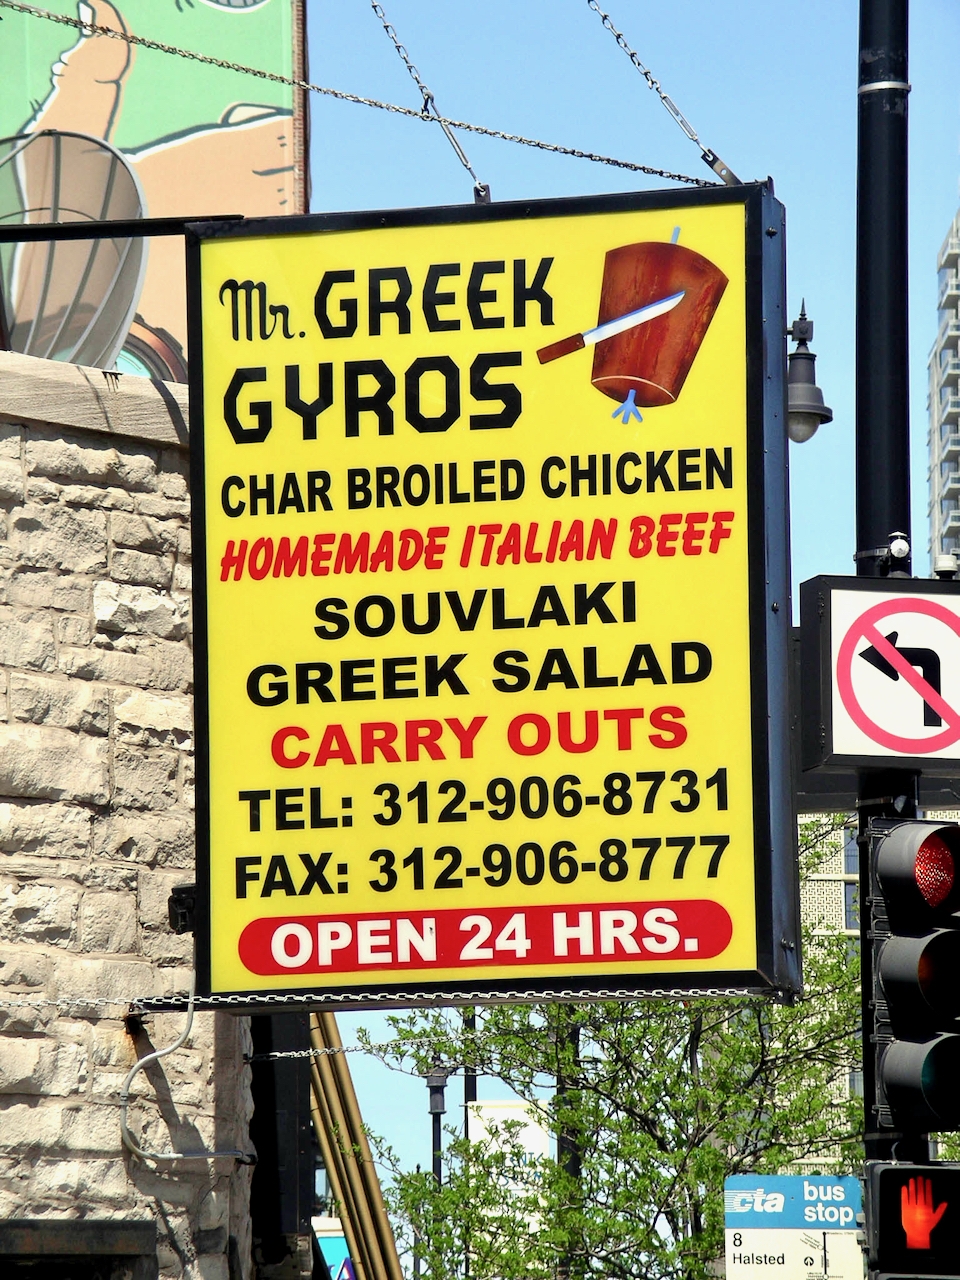 Mr. GREEK
GYROS
CHAR BROILED CHICKEN
HOMEMADE ITALIAN BEEF
SOUVLAKI
GREEK SALAD
CARRY OUTS
TEL: 312-906-8731
FAX: 312-906-8777
OPEN 24 HRS.
cta bus stop
8
Halsted